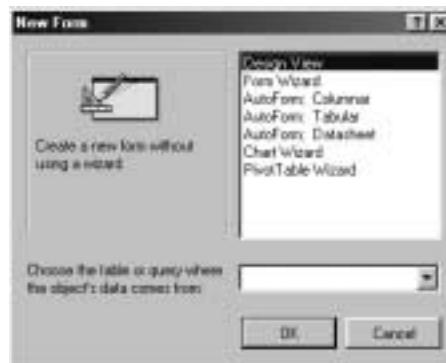 New Form
Design View
Form Wizard
AutoForm: Columnar
AutoForm: Tabular
AutoForm: Datasheet
Chart Wizard
PivotTable Wizard
Create a new form without
using a wizard.
Choose the table or query where
the object's data comes from:
OK
Cancel